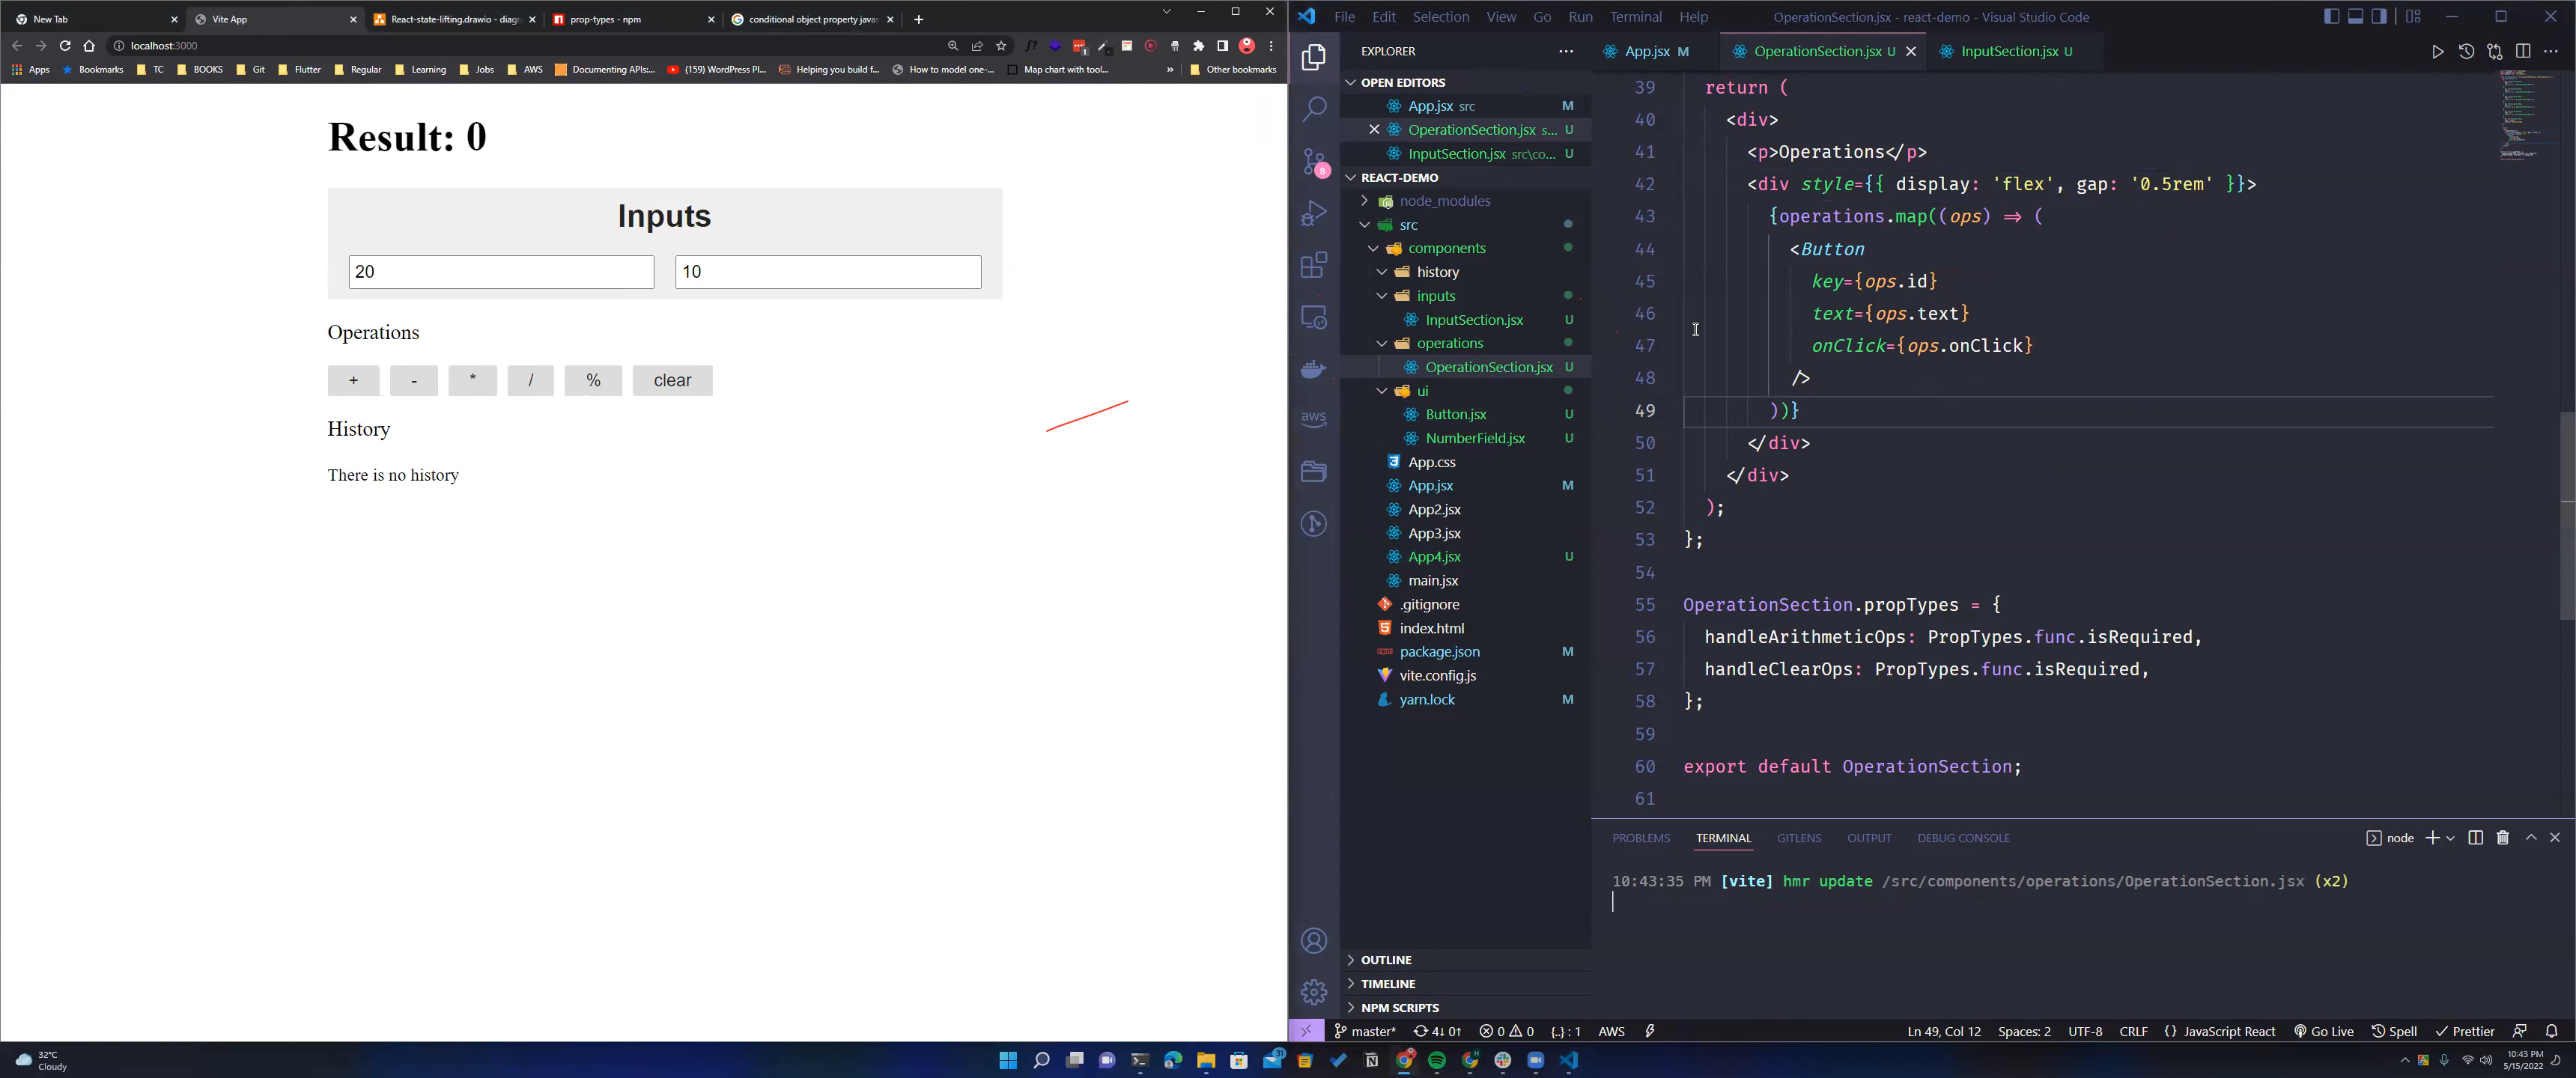 New Tab
Vite App
React-state-lifting.drawio - diag
prop-types - npm
conditional object property javas
localhost:3000
Apps
Bookmarks
TC
BOOKS
Git
Flutter
Regular
Learning
Jobs
AWS
Documenting APIs:...
(159) WordPress Pl...
Helping you build f...
How to model one-...
Map chart with tool...
»
Other bookmarks
Result: 0
Inputs
20
10
Operations
+
-
*
/
%
clear
History
There is no history
File Edit Selection View Go Run Terminal Help
OperationSection.jsx - react-demo - Visual Studio Code
EXPLORER
OPEN EDITORS
App.jsx src M
OperationSection.jsx s... U
InputSection.jsx src\co... U
REACT-DEMO
node_modules
src
components
history
inputs
InputSection.jsx U
operations
OperationSection.jsx U
ui
Button.jsx U
NumberField.jsx U
App.css
App.jsx M
App2.jsx
App3.jsx
App4.jsx U
main.jsx
.gitignore
index.html
package.json M
vite.config.js
yarn.lock M
OUTLINE
TIMELINE
NPM SCRIPTS
8
aws
App.jsx M
OperationSection.jsx U
InputSection.jsx U
39 return (
40 <div>
41 <p>Operations</p>
42 <div style={{ display: 'flex', gap: '0.5rem' }}>
43 {operations.map((ops) => (
44 <Button
45 key={ops.id}
46 text={ops.text}
47 onClick={ops.onClick}
48 />
49 ))}
50 </div>
51 </div>
52 );
53 };
54
55 OperationSection.propTypes = {
56 handleArithmeticOps: PropTypes.func.isRequired,
57 handleClearOps: PropTypes.func.isRequired,
58 };
59
60 export default OperationSection;
61
PROBLEMS TERMINAL GITLENS OUTPUT DEBUG CONSOLE
node
10:43:35 PM [vite] hmr update /src/components/operations/OperationSection.jsx (x2)
master* 4↓ 0↑ 0 0 {..} : 1 AWS
Ln 49, Col 12 Spaces: 2 UTF-8 CRLF {} JavaScript React Go Live Spell Prettier
32°C
Cloudy
31
10:43 PM
5/15/2022